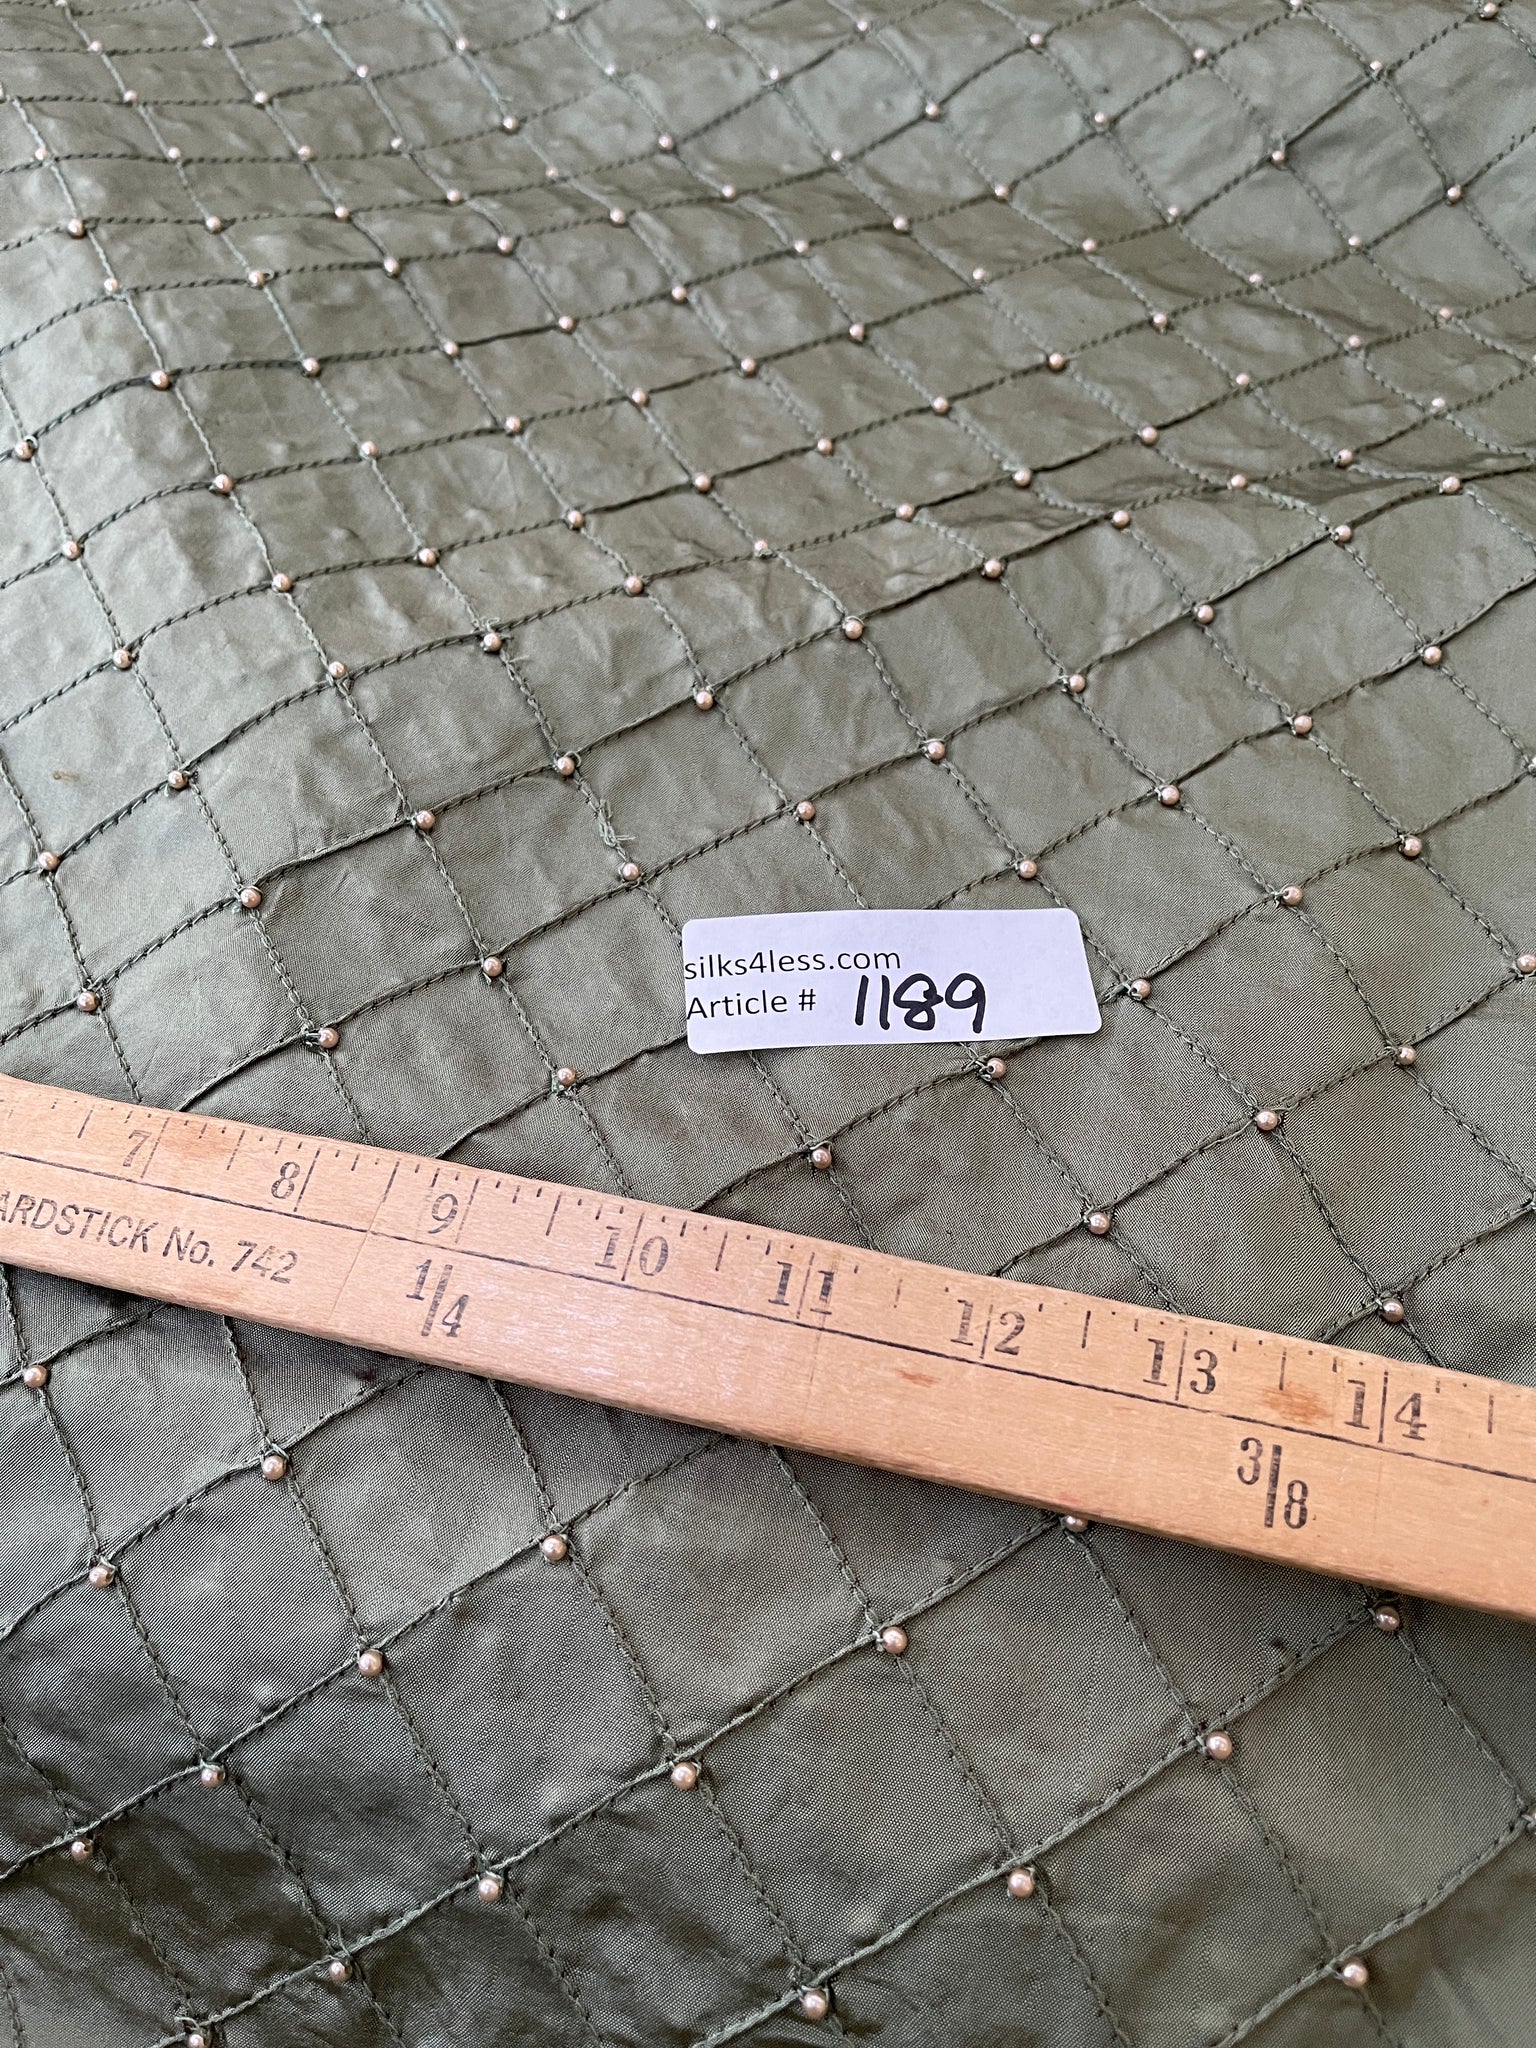 silks4less.com
Article # 1189
7 8 9 10 11 12 13 14
ARDSTICK No. 742
1/4
3/8